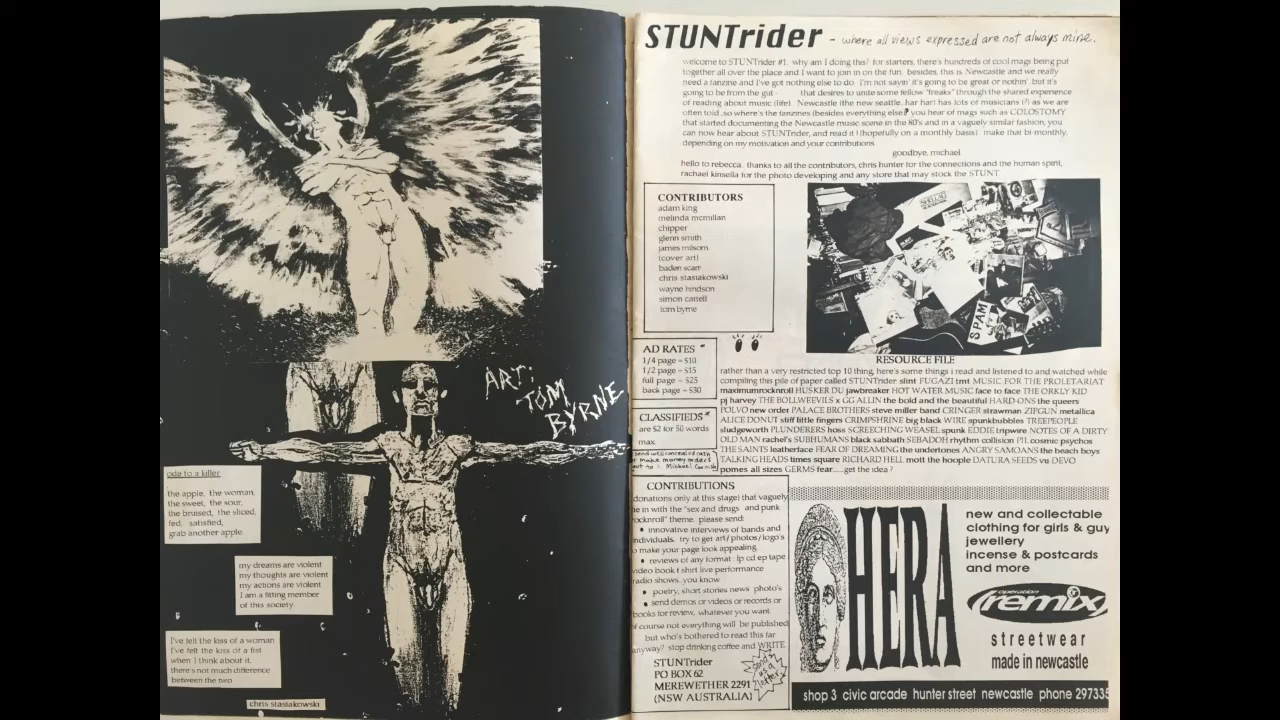 ART:
TOM
BYRNE
ode to a killer
the apple, the woman,
the sweet, the sour,
the bruised, the sliced,
fed, satisfied,
grab another apple
my dreams are violent
my thoughts are violent
my actions are violent
I am a fitting member
of this society
I've felt the kiss of a woman
I've felt the kiss of a fist
when I think about it,
there's not much difference
between the two
chris stasiakowski
STUNTrider - where all views expressed are not always mine.
welcome to STUNTrider #1. why am I doing this? for starters, there's hundreds of cool mags being put
together all over the place and I want to join in on the fun. besides, this is Newcastle and we really
need a fanzine and I've got nothing else to do. I'm not sayin' it's going to be great or nothin', but it's
going to be from the gut - that desires to unite some fellow "freaks" through the shared experience
of reading about music (life). Newcastle (the new seattle..har har) has lots of musicians (?) as we are
often told..so where's the fanzines (besides everything else? you hear of mags such as COLOSTOMY
that started documenting the Newcastle music scene in the 80's and in a vaguely similar fashion, you
can now hear about STUNTrider, and read it! (hopefully on a monthly basis) make that bi-monthly,
depending on my motivation and your contributions
goodbye, michael
hello to rebecca. thanks to all the contributors, chris hunter for the connections and the human spirit,
rachael kinsella for the photo developing and any store that may stock the STUNT
CONTRIBUTORS
adam king
melinda mcmillan
chipper
glenn smith
james milsom
(cover art)
baden scarr
chris stasiakowski
wayne hindson
simon cattell
tom byrne
SPAM
AD RATES *
1/4 page = $10
1/2 page = $15
full page = $25
back page = $30
CLASSIFIEDS *
are $2 for 50 words
max.
send well concealed cash
or make money orders
out to: Michael
RESOURCE FILE
rather than a very restricted top 10 thing, here's some things i read and listened to and watched while
compiling this pile of paper called STUNTrider slint FUGAZI tmt MUSIC FOR THE PROLETARIAT
maximumrocknroll HUSKER DU jawbreaker HOT WATER MUSIC face to face THE ORKLY KID
pj harvey THE BOLLWEEVILS x GG ALLIN the bold and the beautiful HARD-ONS the queers
POLVO new order PALACE BROTHERS steve miller band CRINGER strawman ZIPGUN metallica
ALICE DONUT stiff little fingers CRIMPSHRINE big black WIRE spunkbubbles TREEPEOPLE
sludgeworth PLUNDERERS hoss SCREECHING WEASEL spunk EDDIE tripwire NOTES OF A DIRTY
OLD MAN rachel's SUBHUMANS black sabbath SEBADOH rhythm collision PIL cosmic psychos
THE SAINTS leatherface FEAR OF DREAMING the undertones ANGRY SAMOANS the beach boys
TALKING HEADS times square RICHARD HELL mott the hoople DATURA SEEDS vu DEVO
pomes all sizes GERMS fear.....get the idea ?
CONTRIBUTIONS
(donations only at this stage) that vaguely
tie in with the "sex and drugs and punk
rocknroll" theme. please send:
• innovative interviews of bands and
individuals. try to get art/photos/logo's
to make your page look appealing.
• reviews of any format : lp cd ep tape
video book t shirt live performance
radio shows..you know
• poetry, short stories news photo's
• send demos or videos or records or
books for review, whatever you want.
of course not everything will be published
but who's bothered to read this far
anyway? stop drinking coffee and WRITE
STUNTrider
PO BOX 62
MEREWETHER 2291
(NSW AUSTRALIA)
send
us a
letter
HERA
new and collectable
clothing for girls & guy
jewellery
incense & postcards
and more
operation
remix
streetwear
made in newcastle
shop 3 civic arcade hunter street newcastle phone 297335